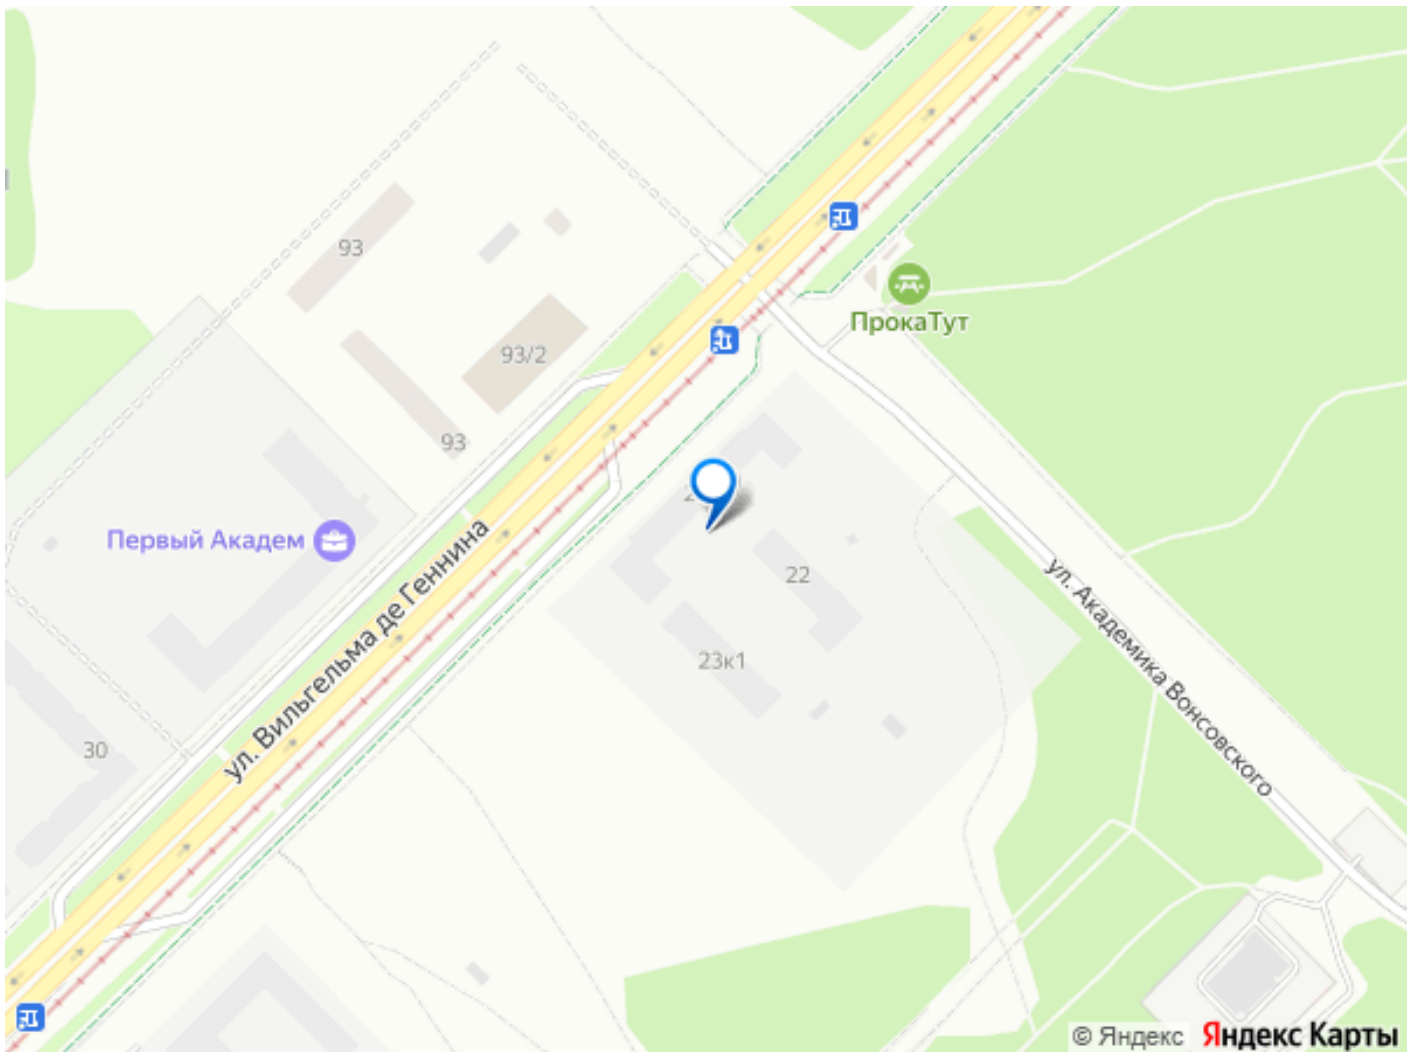 93
93/2
ПрокаТут
93
Первый Академ
22
ул. Вильгельма де Геннина
23к1
ул. Академика Вонсовского
30
© Яндекс Яндекс Карты